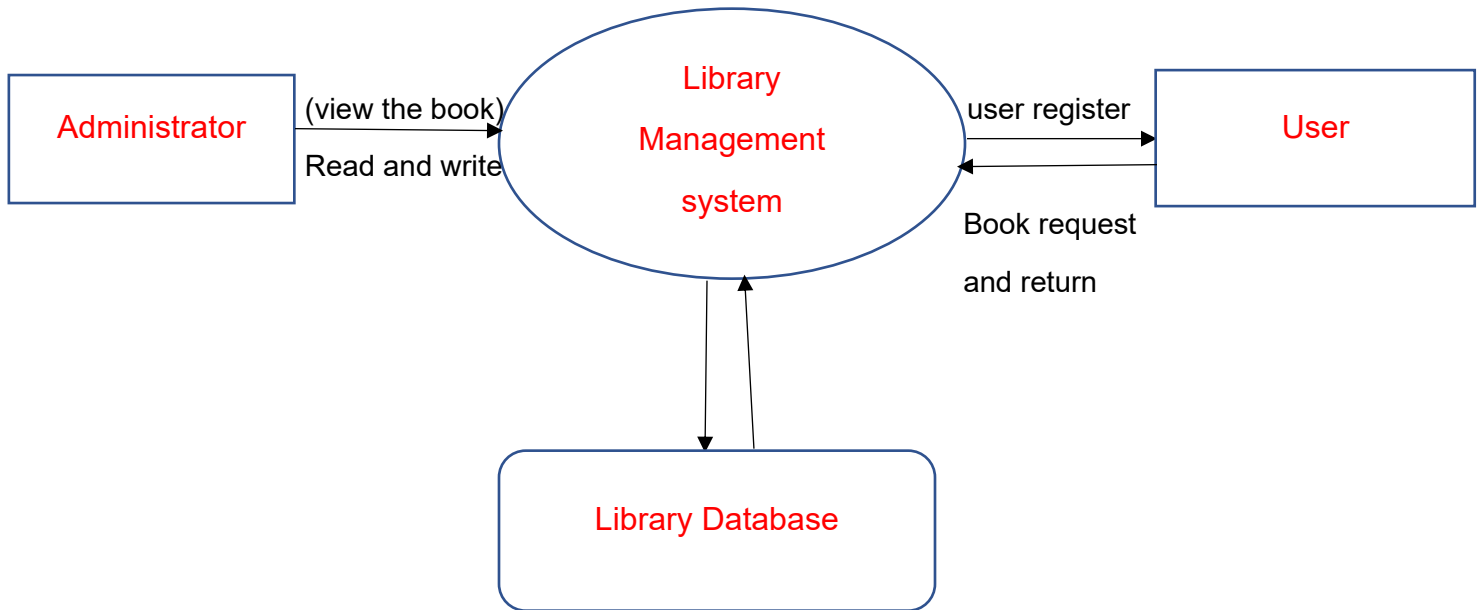 Administrator
(view the book)
Read and write
Library
Management
system
user register
Book request
and return
User
Library Database